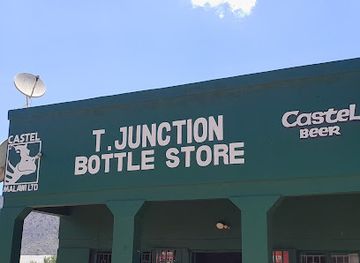 CASTEL
MALAWI LTD
T. JUNCTION
BOTTLE STORE
Castel
BEER